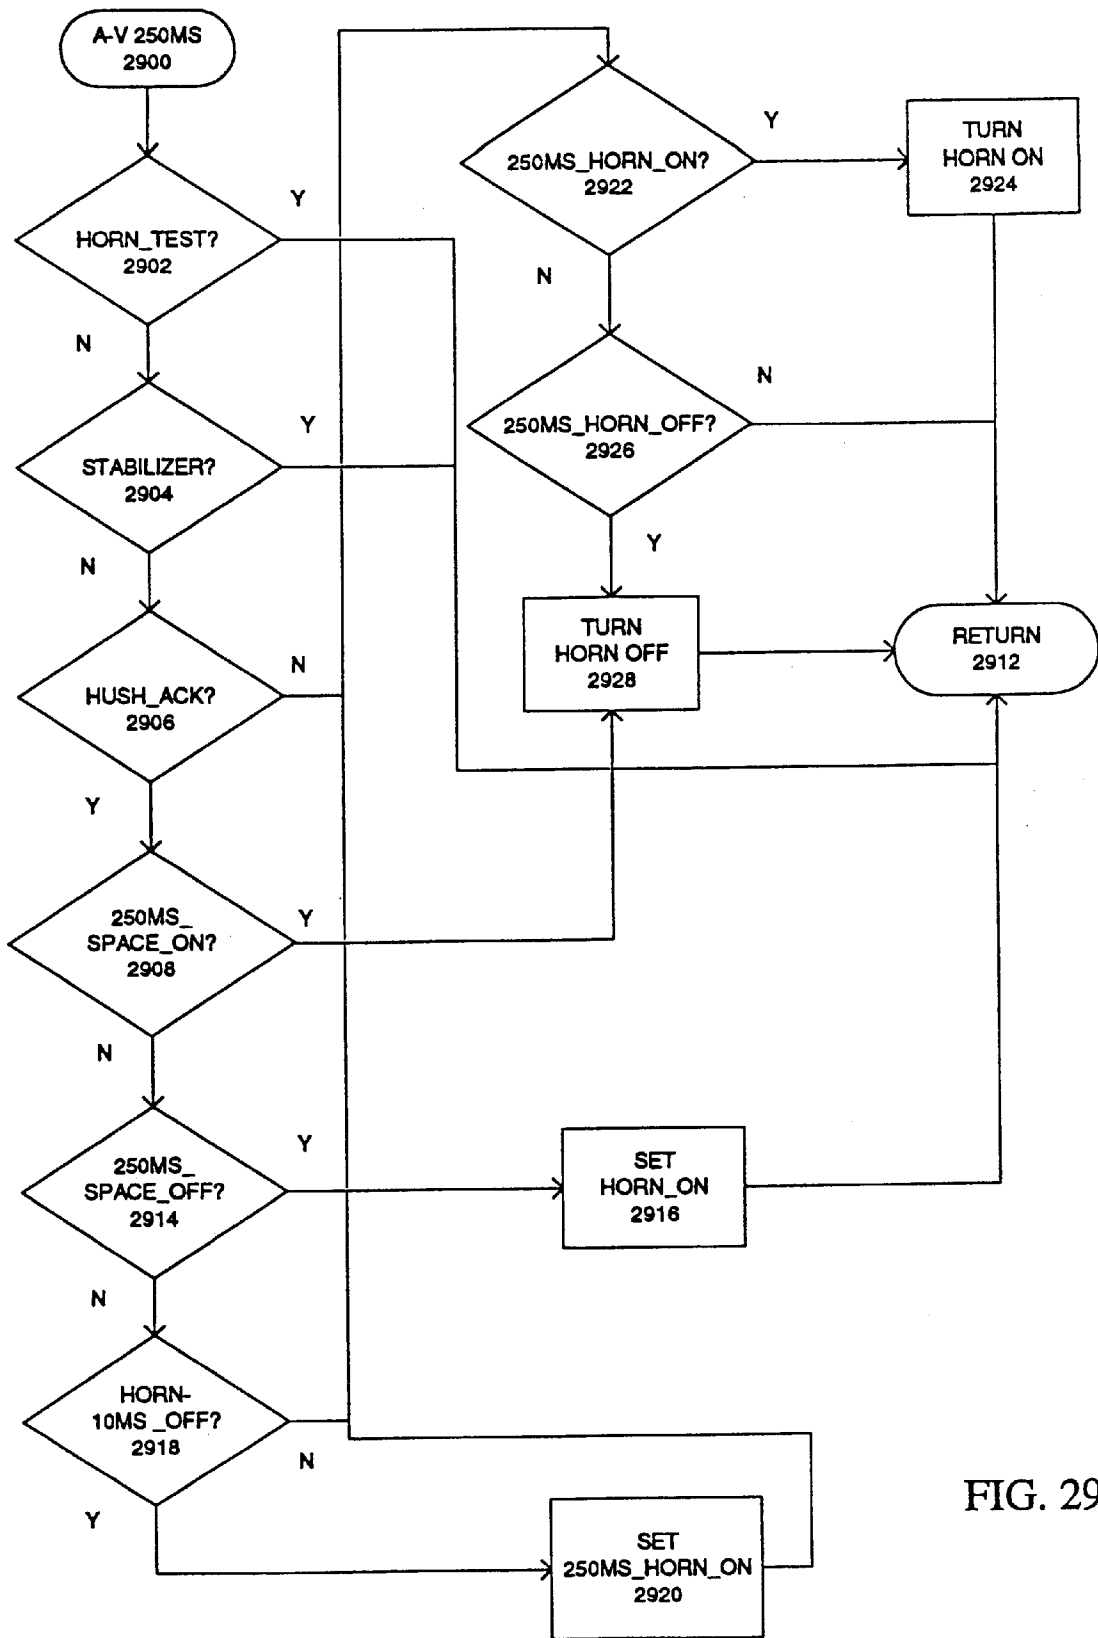 A-V 250MS
2900
HORN_TEST?
2902
Y
N
STABILIZER?
2904
Y
N
HUSH_ACK?
2906
N
Y
250MS_
SPACE_ON?
2908
Y
N
250MS_
SPACE_OFF?
2914
Y
N
HORN-
10MS_OFF?
2918
N
Y
SET
250MS_HORN_ON
2920
SET
HORN_ON
2916
250MS_HORN_ON?
2922
Y
N
TURN
HORN ON
2924
250MS_HORN_OFF?
2926
N
Y
TURN
HORN OFF
2928
RETURN
2912
FIG. 29